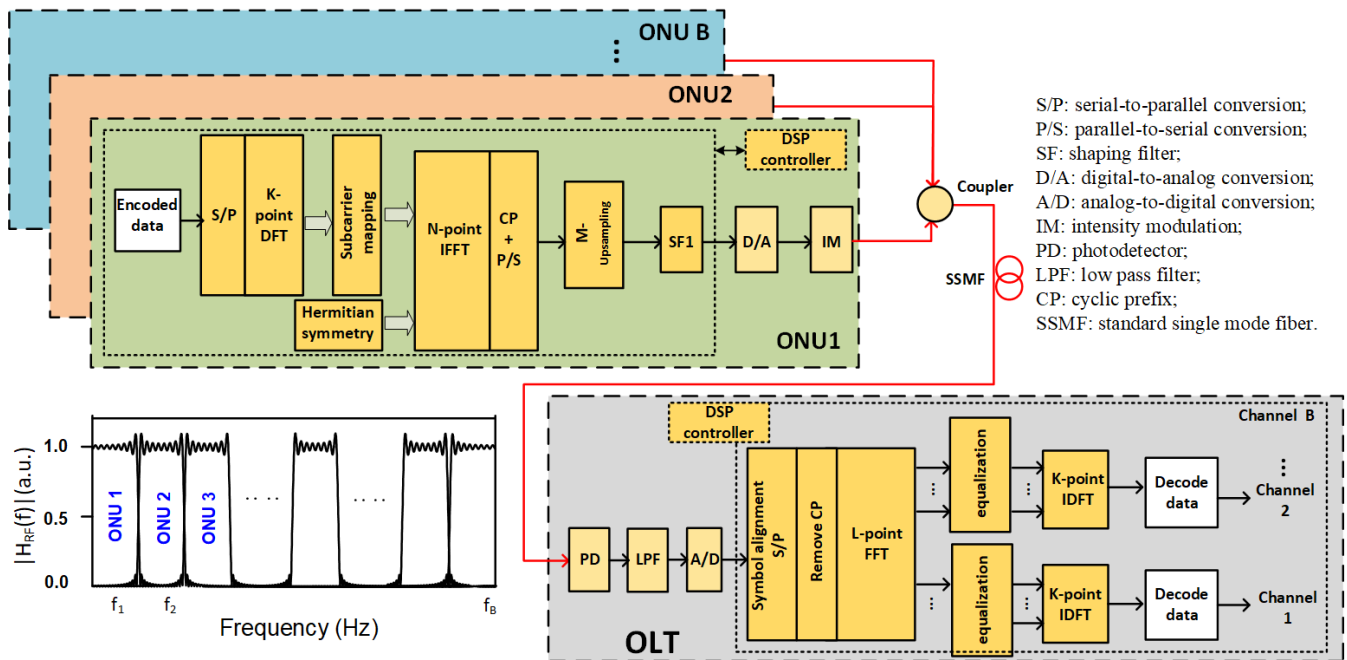 ONU B
⋮
ONU2
DSP
controller
Encoded
data
S/P
K-
point
DFT
Subcarrier
mapping
N-point
IFFT
CP
+
P/S
M-
Upsampling
SF1
D/A
IM
Hermitian
symmetry
ONU1
Coupler
SSMF
S/P: serial-to-parallel conversion;
P/S: parallel-to-serial conversion;
SF: shaping filter;
D/A: digital-to-analog conversion;
A/D: analog-to-digital conversion;
IM: intensity modulation;
PD: photodetector;
LPF: low pass filter;
CP: cyclic prefix;
SSMF: standard single mode fiber.
|H_RF(f)| (a.u.)
1.0
0.5
0.0
ONU 1
ONU 2
ONU 3
.. ..
.. ..
f₁
f₂
f_B
Frequency (Hz)
DSP
controller
Channel B
PD
LPF
A/D
Symbol alignment
S/P
Remove CP
L-point
FFT
...
...
equalization
...
K-point
IDFT
Decode
data
⋮
Channel
2
...
...
equalization
...
K-point
IDFT
Decode
data
Channel
1
OLT